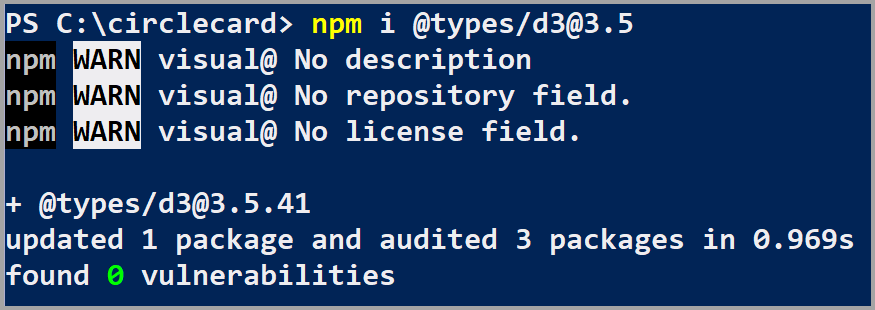 PS C:\circlecard> npm i @types/d3@3.5
npm WARN visual@ No description
npm WARN visual@ No repository field.
npm WARN visual@ No license field.
+ @types/d3@3.5.41
updated 1 package and audited 3 packages in 0.969s
found 0 vulnerabilities